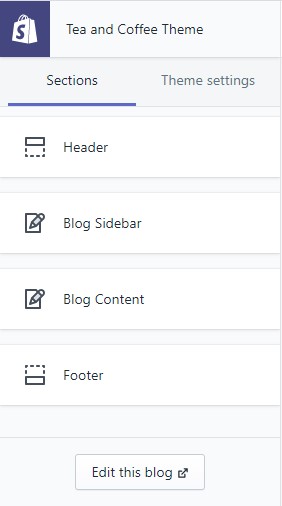 Tea and Coffee Theme
Sections Theme settings
Header
Blog Sidebar
Blog Content
Footer
Edit this blog